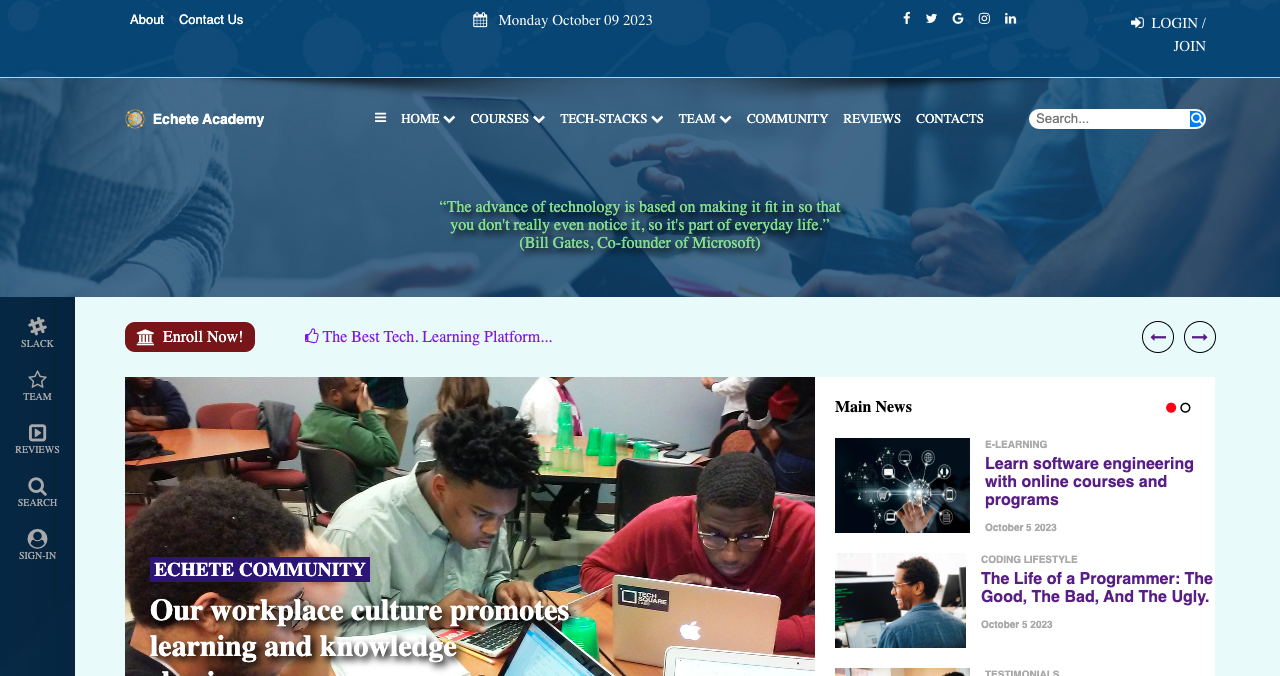 About Contact Us
Monday October 09 2023
LOGIN /
JOIN
Echete Academy
HOME COURSES TECH-STACKS TEAM COMMUNITY REVIEWS CONTACTS
Search...
“The advance of technology is based on making it fit in so that
you don't really even notice it, so it's part of everyday life.”
(Bill Gates, Co-founder of Microsoft)
SLACK
TEAM
REVIEWS
SEARCH
SIGN-IN
Enroll Now!
The Best Tech. Learning Platform...
TECH
SQUARE
ECHETE COMMUNITY
Our workplace culture promotes
learning and knowledge
Main News
E-LEARNING
Learn software engineering
with online courses and
programs
October 5 2023
CODING LIFESTYLE
The Life of a Programmer: The
Good, The Bad, And The Ugly.
October 5 2023
TESTIMONIALS